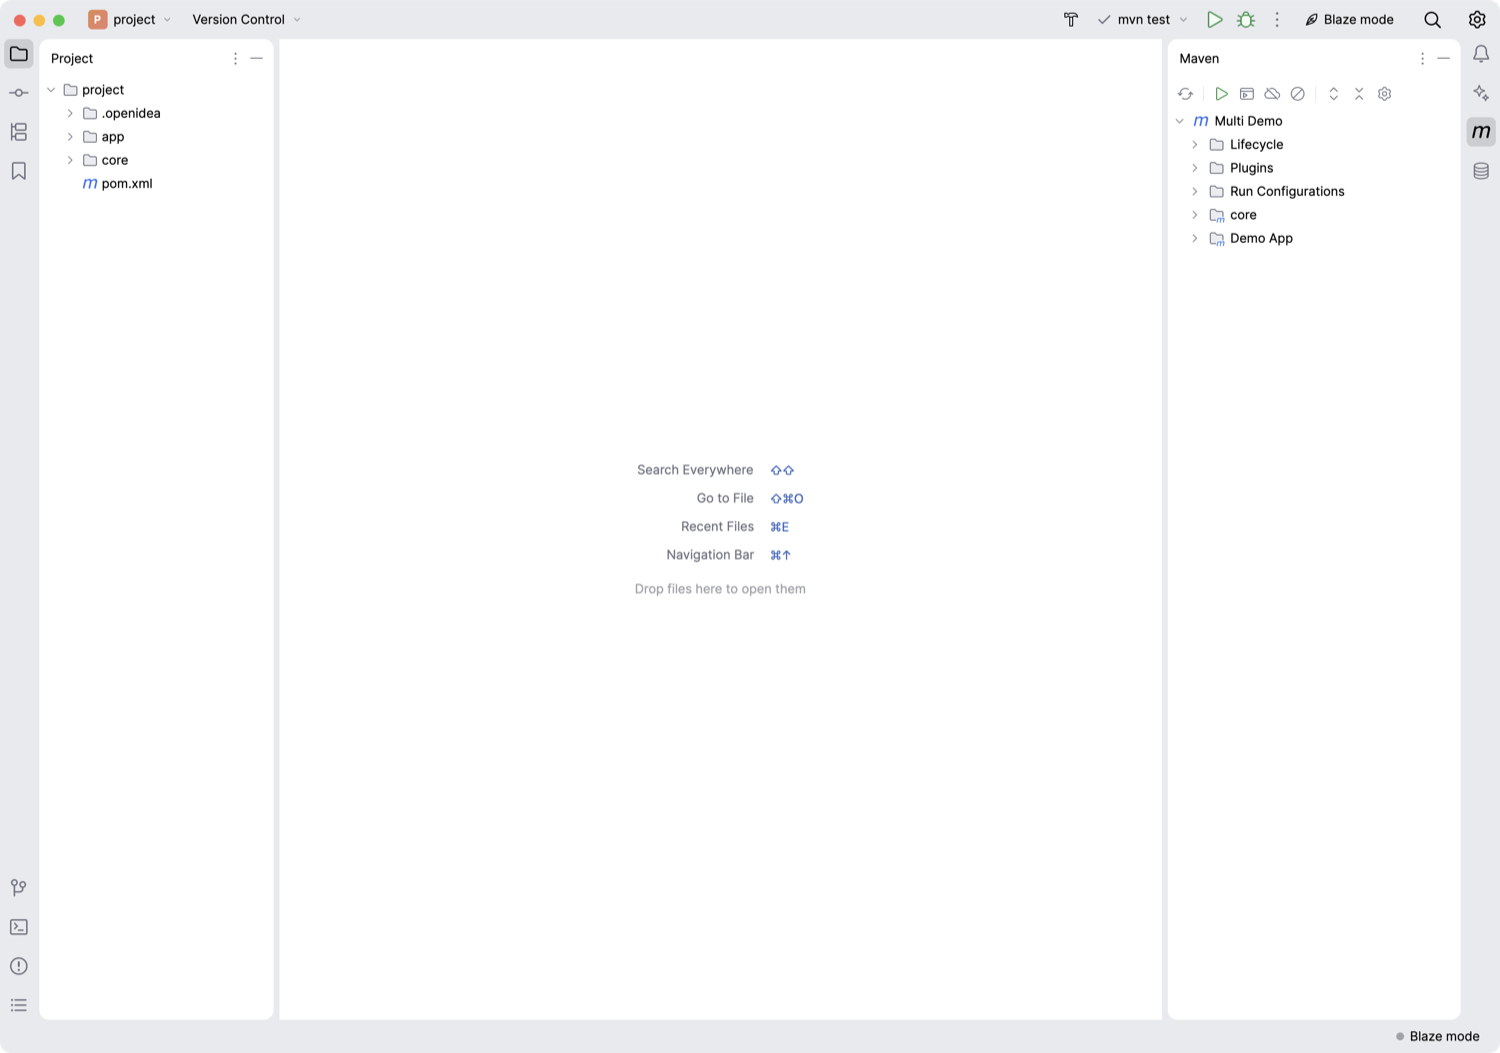 P project
Version Control
mvn test
Blaze mode
Project
project
.openidea
app
core
m pom.xml
Search Everywhere ⇧⇧
Go to File ⇧⌘O
Recent Files ⌘E
Navigation Bar ⌘↑
Drop files here to open them
Maven
m Multi Demo
Lifecycle
Plugins
Run Configurations
m core
m Demo App
m
Blaze mode